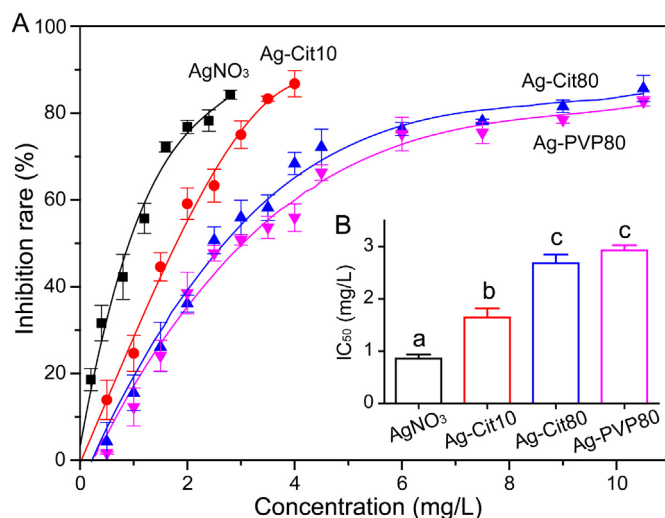 A
AgNO₃
Ag-Cit10
Ag-Cit80
Ag-PVP80
Inhibition rare (%)
100
80
60
40
20
0
0
2
4
6
8
10
Concentration (mg/L)
B
IC₅₀ (mg/L)
3
2
1
0
a
b
c
c
AgNO₃
Ag-Cit10
Ag-Cit80
Ag-PVP80